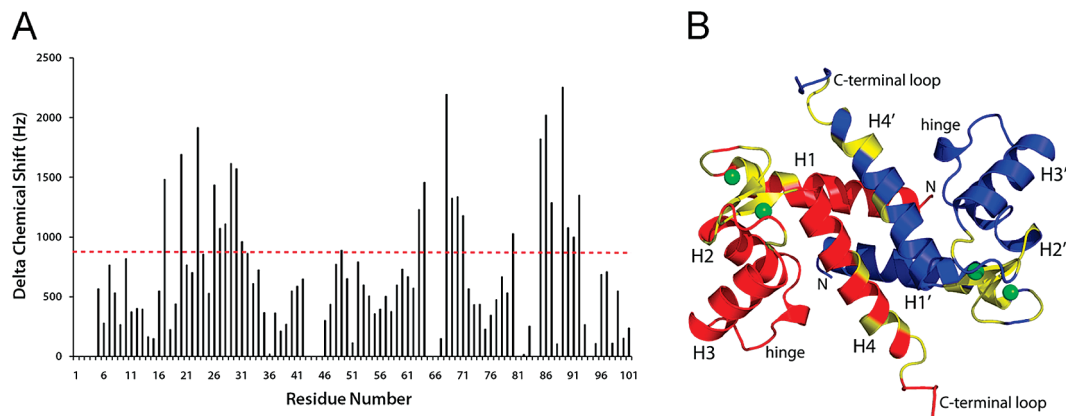 A
Delta Chemical Shift (Hz)
2500
2000
1500
1000
500
0
1 6 11 16 21 26 31 36 41 46 51 56 61 66 71 76 81 86 91 96 101
Residue Number
B
C-terminal loop
H4′
hinge
H1
H3′
N
H2
H2′
N
H1′
H3
hinge
H4
C-terminal loop